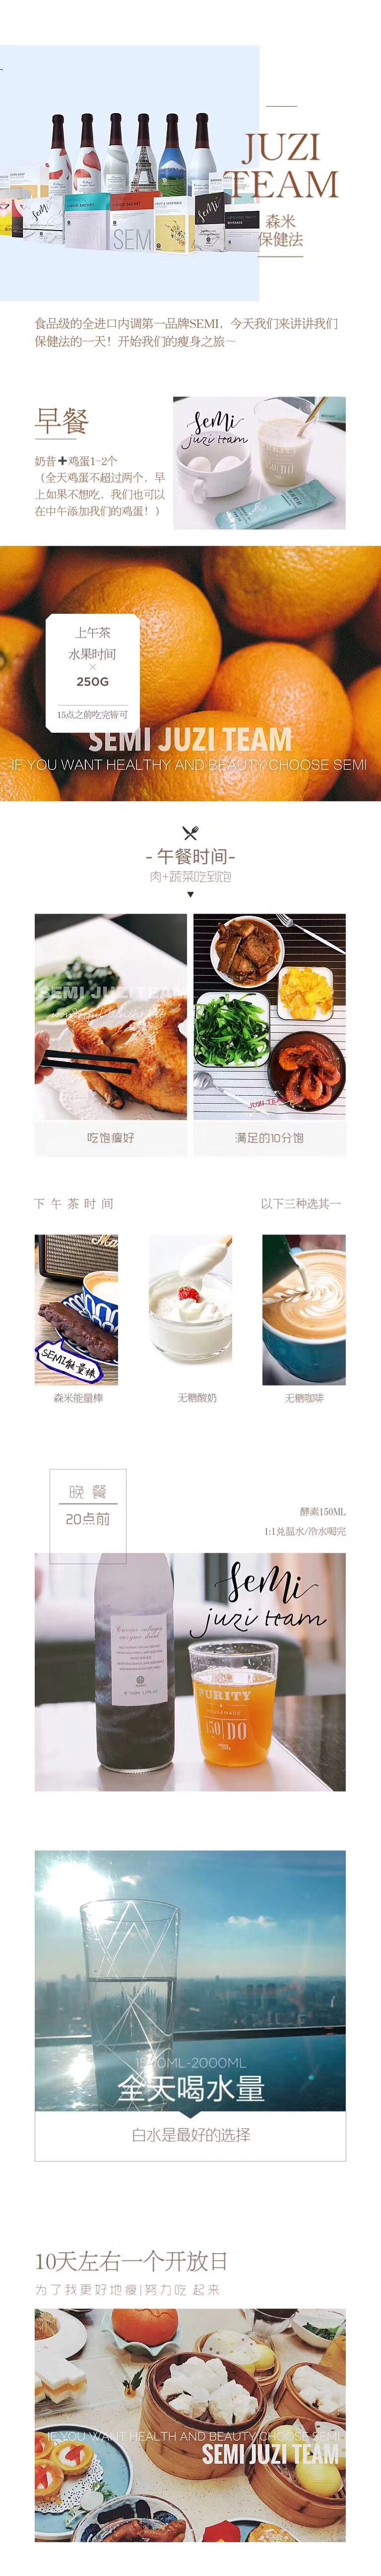 JUZI
TEAM
森米
保健法
SEMI
食品级的全进口内调第一品牌SEMI，今天我们来讲讲我们
保健法的一天！开始我们的瘦身之旅~
早餐
奶昔➕鸡蛋1-2个
（全天鸡蛋不超过两个，早
上如果不想吃，我们也可以
在中午添加我们的鸡蛋！）
SeMi
juzi team
上午茶
水果时间
×
250G
15点之前吃完皆可
SEMI JUZI TEAM
IF YOU WANT HEALTHY AND BEAUTY CHOOSE SEMI
- 午餐时间-
肉+蔬菜吃到饱
SEMI JUZI TEAM
JUZI TEAM
吃饱瘦好
满足的10分饱
下午茶时间
以下三种选其一
SEMI能量棒
森米能量棒
无糖酸奶
无糖咖啡
晚餐
20点前
酵素150ML
1:1兑温水/冷水喝完
SeMi
juzi team
PURITY
150 DO
1500ML-2000ML
全天喝水量
白水是最好的选择
10天左右一个开放日
为了我更好地瘦|努力吃 起来
IF YOU WANT HEALTH AND BEAUTY CHOOSE SEMI
SEMI JUZI TEAM